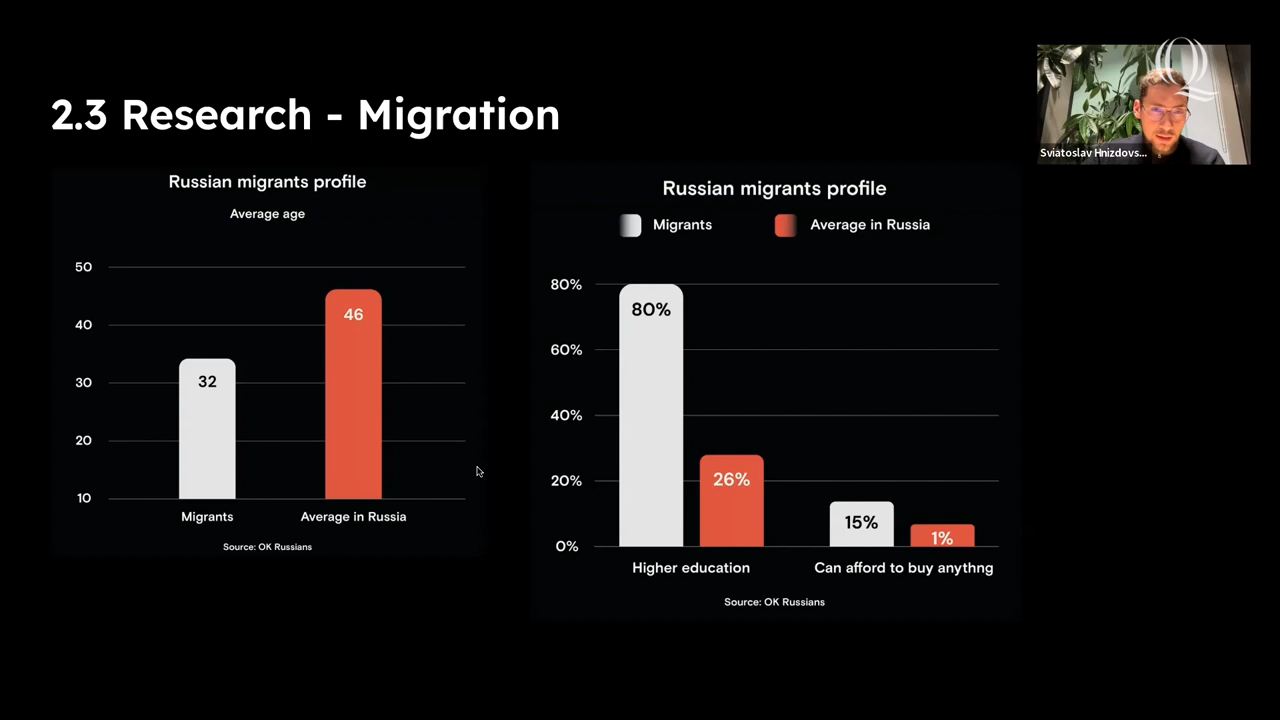 2.3 Research - Migration
Russian migrants profile
Average age
50
40
30
20
10
32
46
Migrants
Average in Russia
Source: OK Russians
Russian migrants profile
Migrants
Average in Russia
80%
60%
40%
20%
0%
80%
26%
15%
1%
Higher education
Can afford to buy anythng
Source: OK Russians
Sviatoslav Hnizdovs...